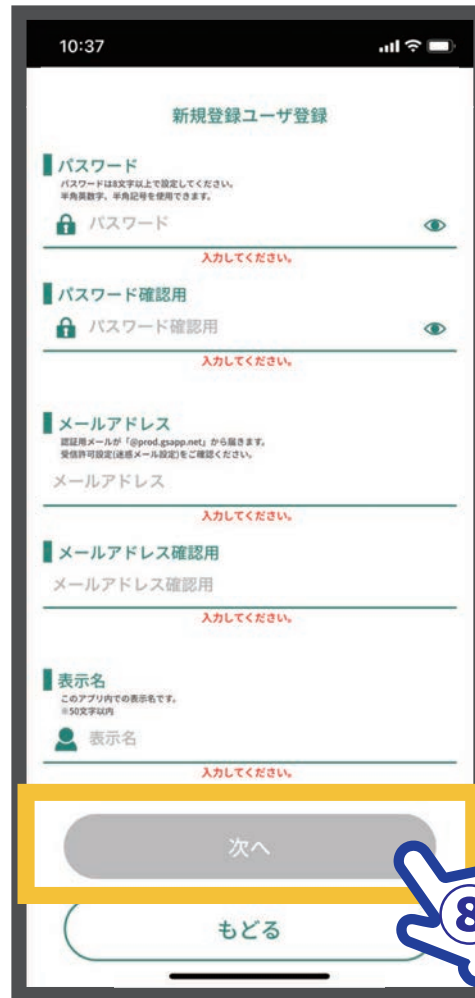 10:37
新規登録ユーザ登録
パスワード
パスワードは8文字以上で設定してください。
半角英数字、半角記号を使用できます。
パスワード
入力してください。
パスワード確認用
パスワード確認用
入力してください。
メールアドレス
認証用メールが「@prod.gsapp.net」から届きます。
受信許可設定(迷惑メール設定)をご確認ください。
メールアドレス
入力してください。
メールアドレス確認用
メールアドレス確認用
入力してください。
表示名
このアプリ内での表示名です。
※50文字以内
表示名
入力してください。
次へ
もどる
8